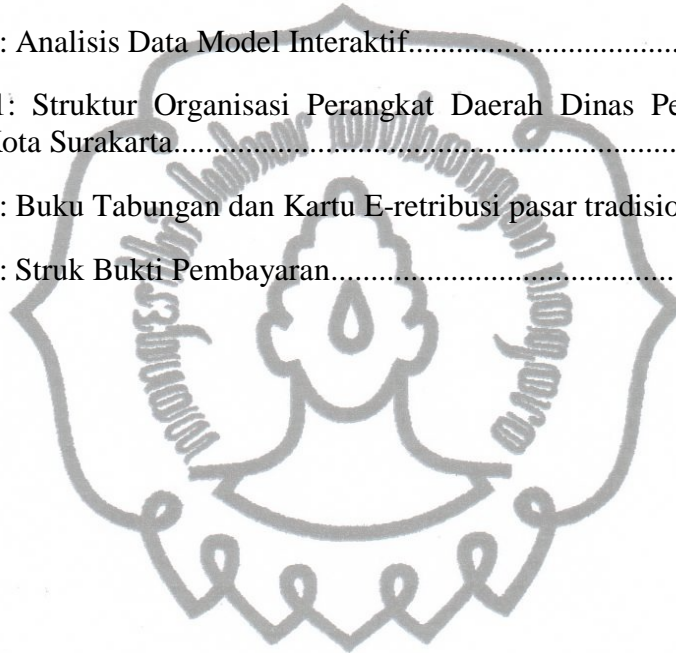 : Analisis Data Model Interaktif......................................
1: Struktur Organisasi Perangkat Daerah Dinas Pe
Kota Surakarta...............................................................
: Buku Tabungan dan Kartu E-retribusi pasar tradisio
: Struk Bukti Pembayaran..........................................